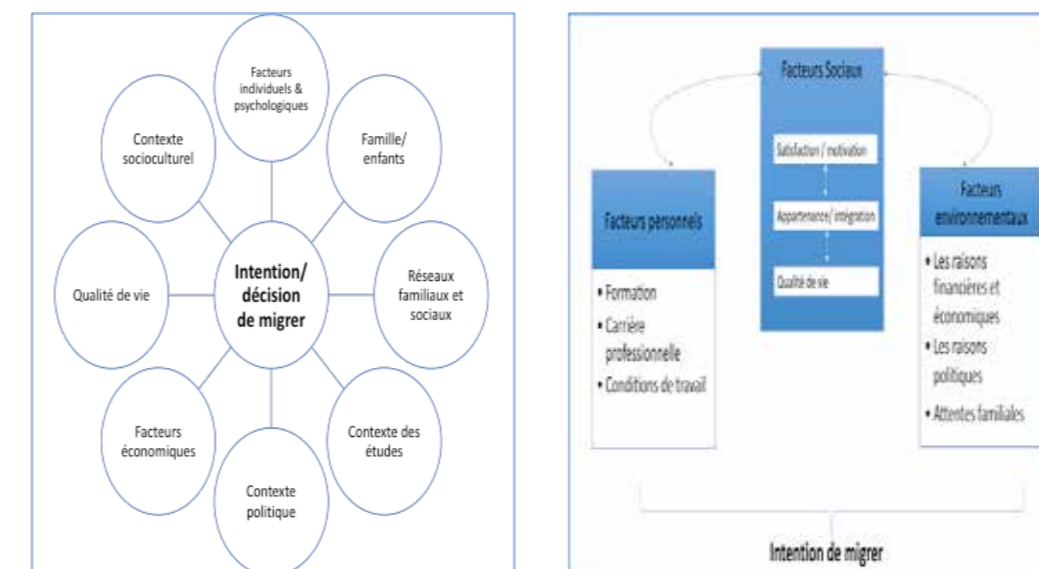 Facteurs
individuels &
psychologiques
Famille/
enfants
Réseaux
familiaux et
sociaux
Contexte des
études
Contexte
politique
Facteurs
économiques
Qualité de vie
Contexte
socioculturel
Intention/
décision
de migrer
Facteurs Sociaux
Satisfaction / motivation
Appartenance/ intégration
Qualité de vie
Facteurs personnels
• Formation
• Carrière
professionnelle
• Conditions de travail
Facteurs
environnementaux
• Les raisons
financières et
économiques
• Les raisons
politiques
• Attentes familiales
Intention de migrer